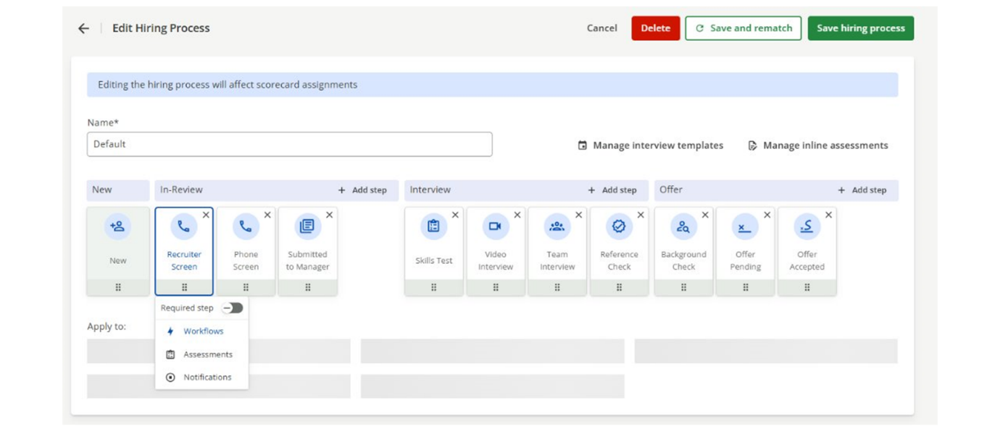 Edit Hiring Process
Cancel
Delete
Save and rematch
Save hiring process
Editing the hiring process will affect scorecard assignments
Name*
Default
Manage interview templates
Manage inline assessments
New
In-Review
+ Add step
Interview
+ Add step
Offer
+ Add step
New
Recruiter
Screen
Phone
Screen
Submitted
to Manager
Skills Test
Video
Interview
Team
Interview
Reference
Check
Background
Check
Offer
Pending
Offer
Accepted
Required step
Apply to:
Workflows
Assessments
Notifications